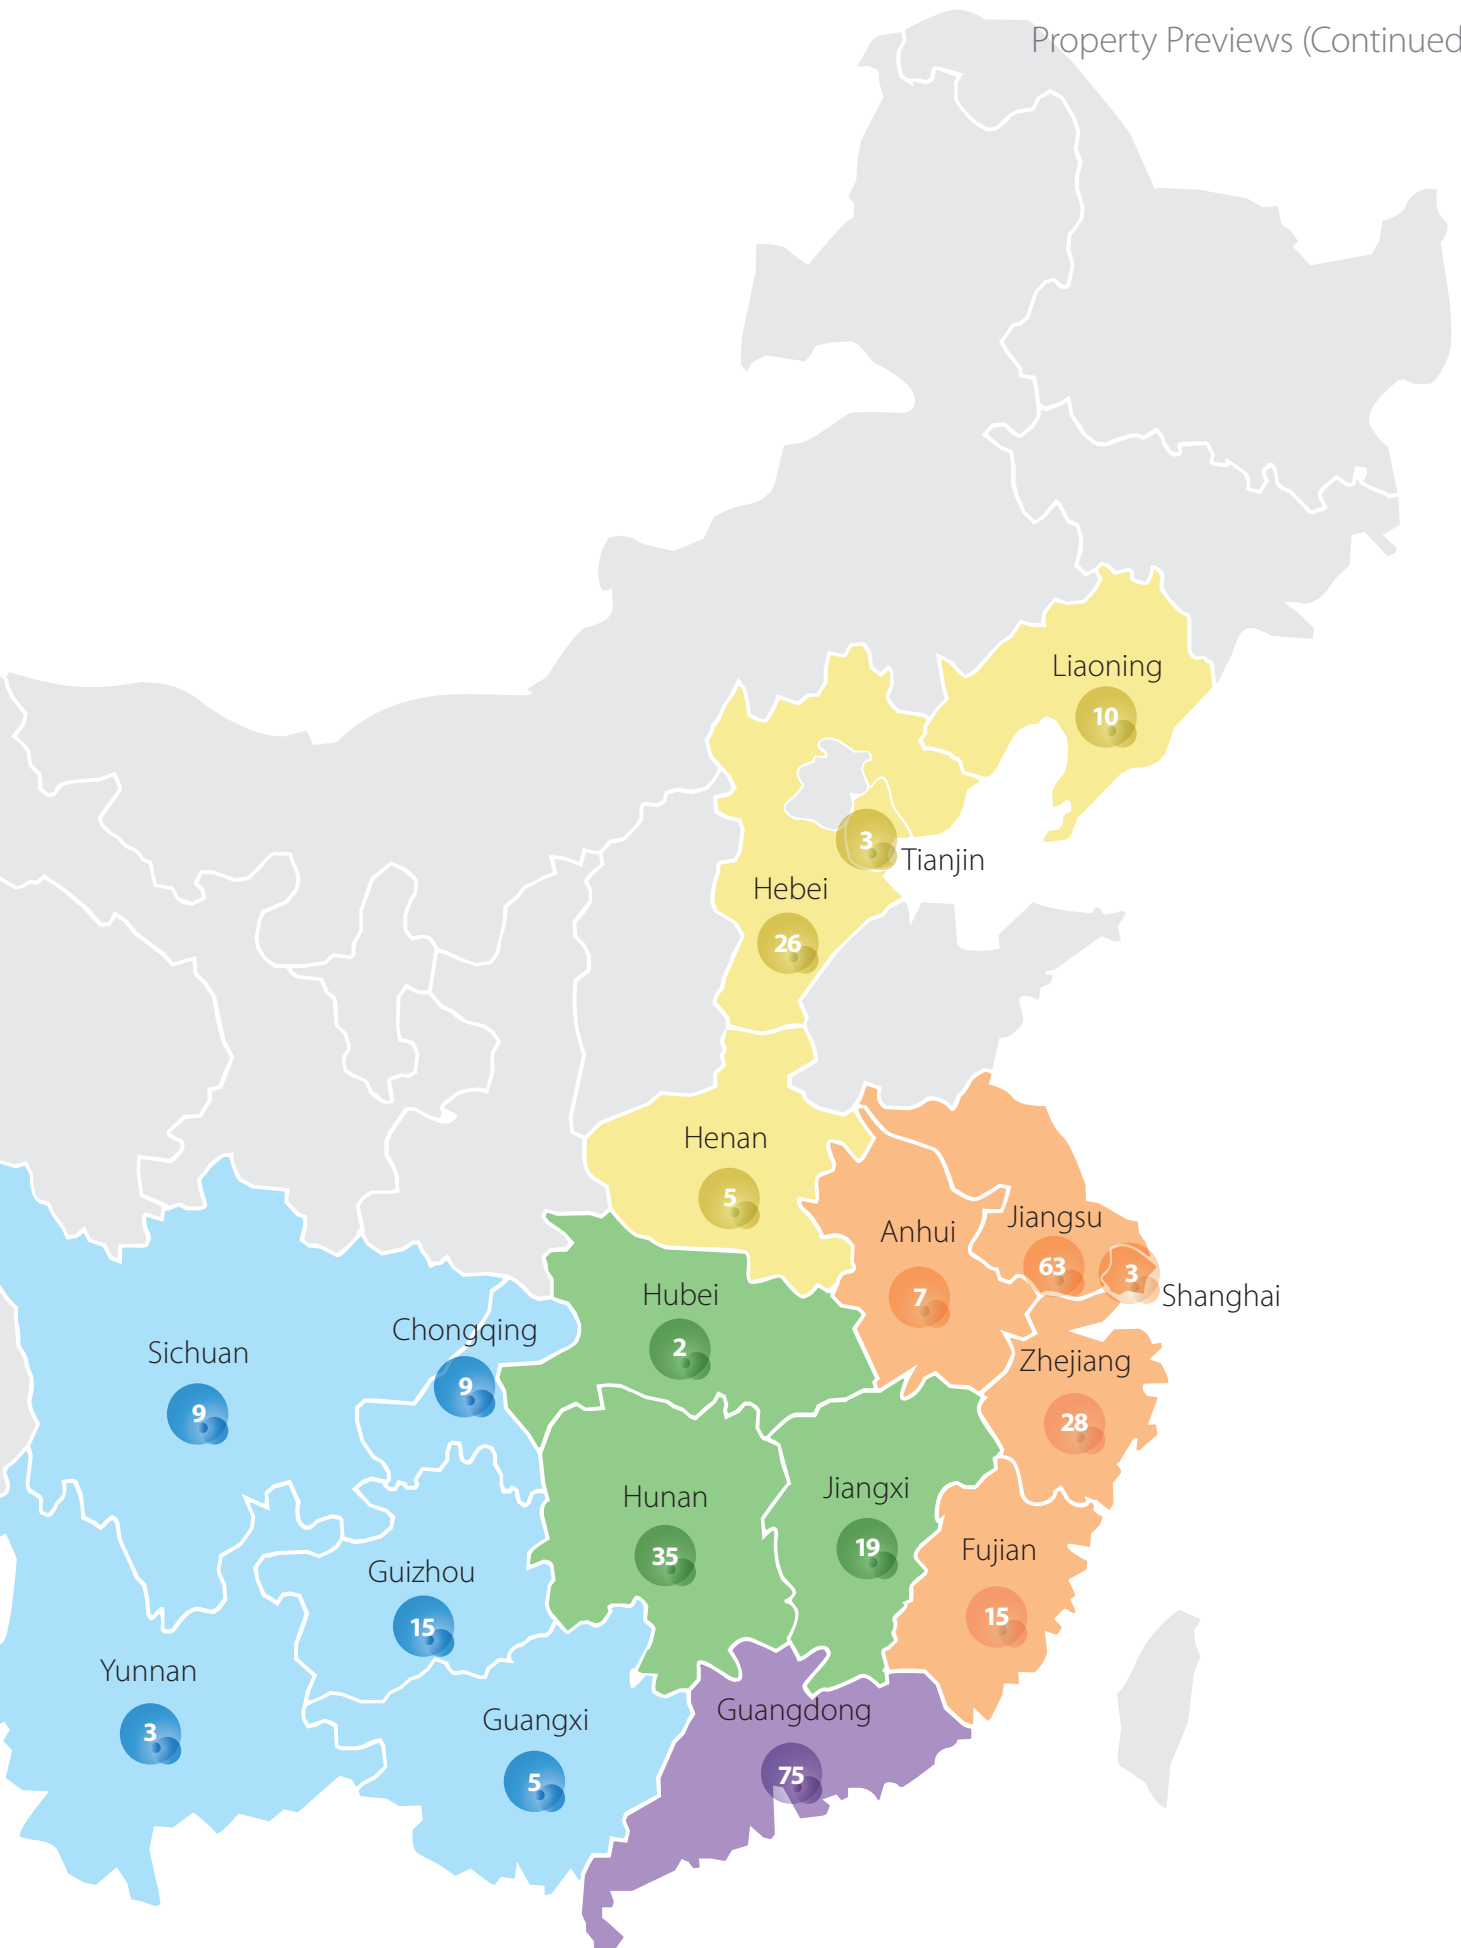 Property Previews (Continued
Liaoning
10
3
Tianjin
Hebei
26
Henan
5
Anhui
7
Jiangsu
63
3
Shanghai
Hubei
2
Chongqing
9
Sichuan
9
Zhejiang
28
Hunan
35
Jiangxi
19
Fujian
15
Guizhou
15
Yunnan
3
Guangxi
5
Guangdong
75